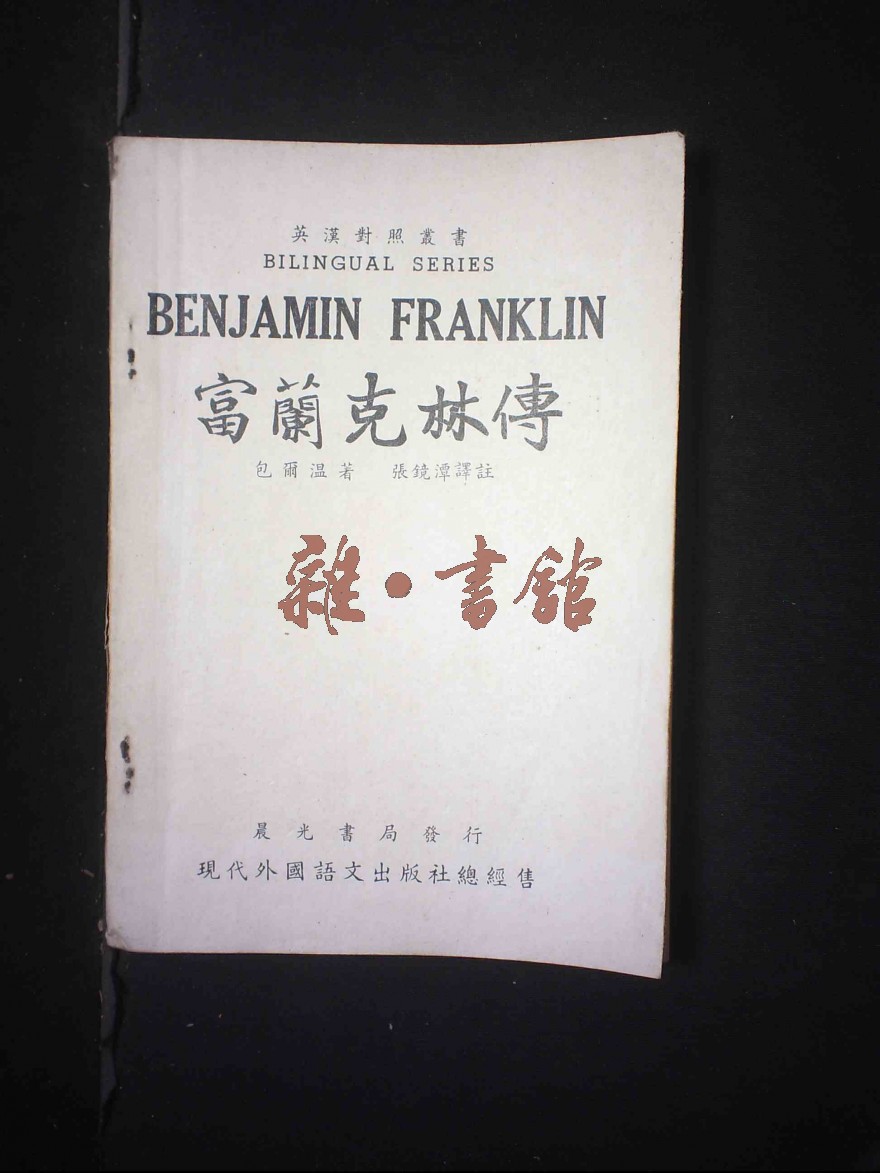 英漢對照叢書
BILINGUAL SERIES
BENJAMIN FRANKLIN
富蘭克林傳
包爾温著 張鏡潭譯註
雜·書館
晨光書局發行
現代外國語文出版社總經售